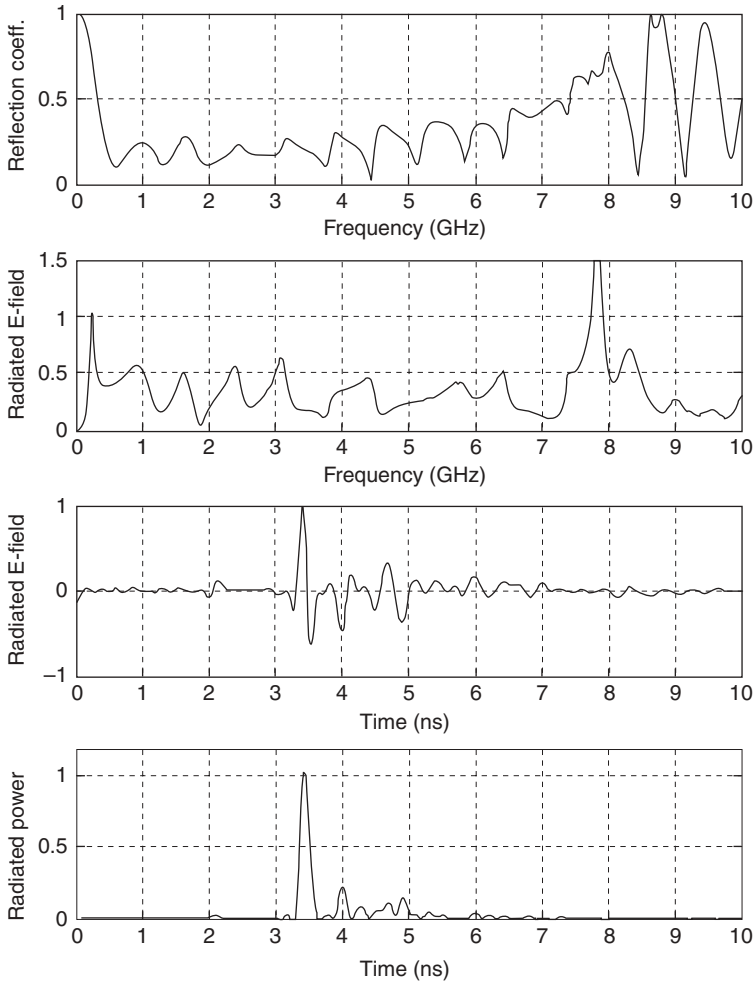 Reflection coeff.
1
0.5
0
0 1 2 3 4 5 6 7 8 9 10
Frequency (GHz)
Radiated E-field
1.5
1
0.5
0
0 1 2 3 4 5 6 7 8 9 10
Frequency (GHz)
Radiated E-field
1
0
−1
0 1 2 3 4 5 6 7 8 9 10
Time (ns)
Radiated power
1
0.5
0
0 1 2 3 4 5 6 7 8 9 10
Time (ns)